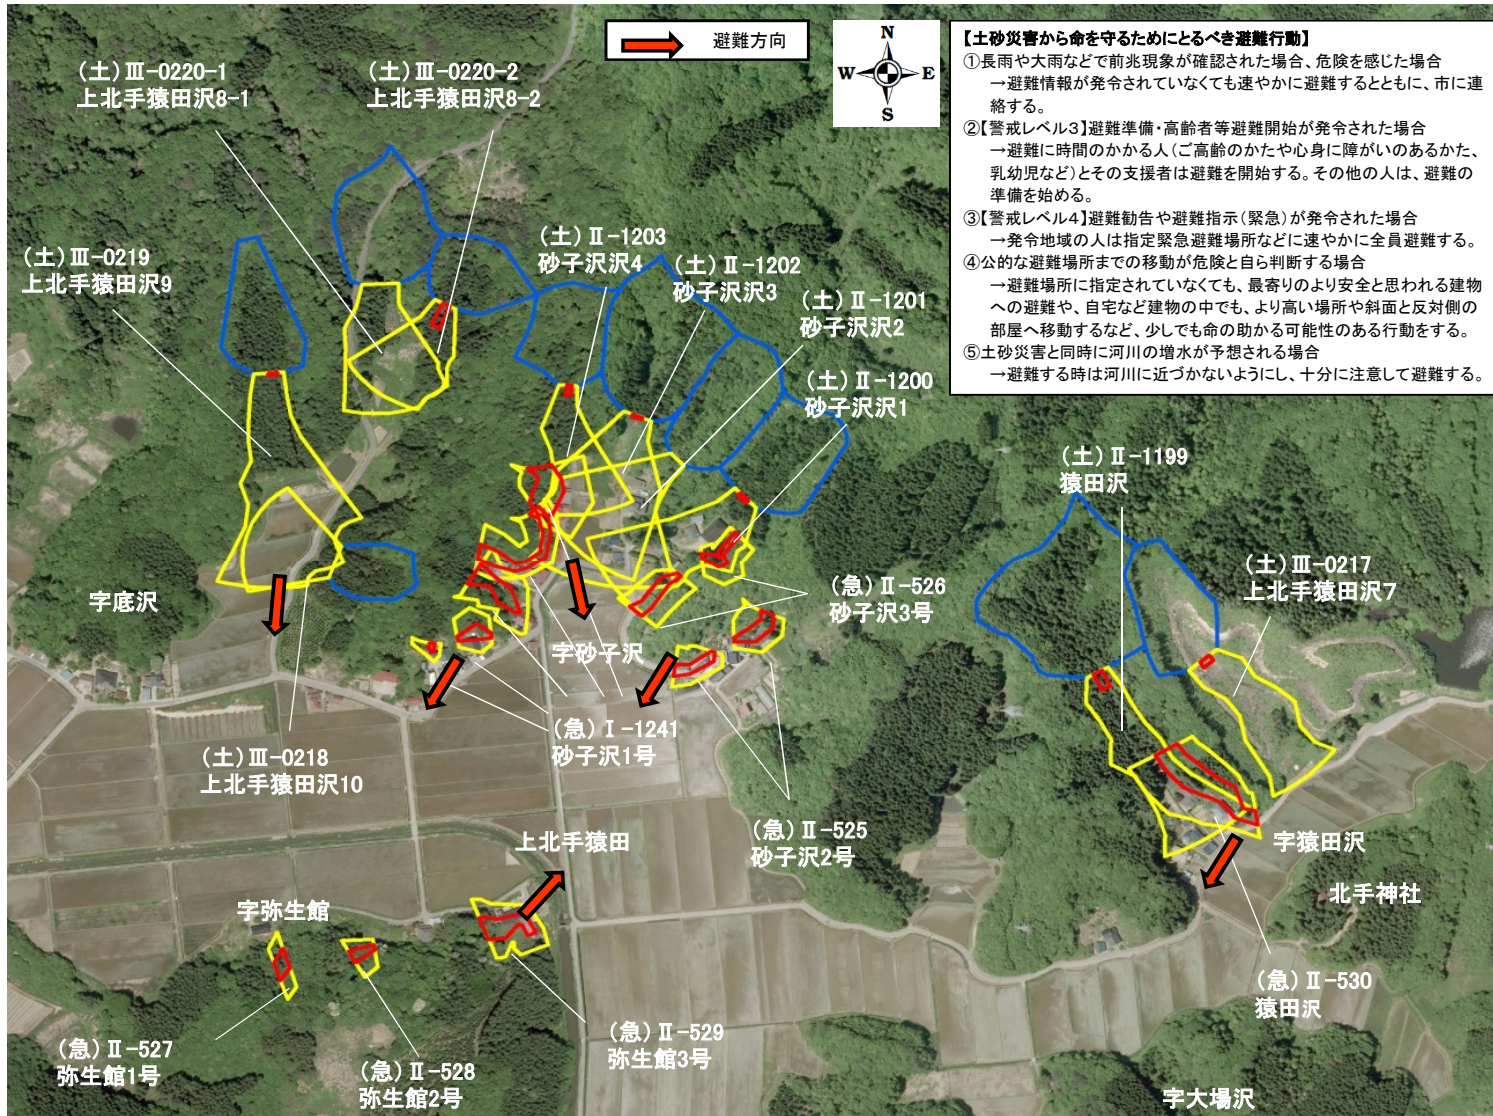 避難方向
N
W E
S
【土砂災害から命を守るためにとるべき避難行動】
①長雨や大雨などで前兆現象が確認された場合、危険を感じた場合
→避難情報が発令されていなくても速やかに避難するとともに、市に連
絡する。
②【警戒レベル3】避難準備・高齢者等避難開始が発令された場合
→避難に時間のかかる人（ご高齢のかたや心身に障がいのあるかた、
乳幼児など）とその支援者は避難を開始する。その他の人は、避難の
準備を始める。
③【警戒レベル4】避難勧告や避難指示（緊急）が発令された場合
→発令地域の人は指定緊急避難場所などに速やかに全員避難する。
④公的な避難場所までの移動が危険と自ら判断する場合
→避難場所に指定されていなくても、最寄りのより安全と思われる建物
への避難や、自宅など建物の中でも、より高い場所や斜面と反対側の
部屋へ移動するなど、少しでも命の助かる可能性のある行動をする。
⑤土砂災害と同時に河川の増水が予想される場合
→避難する時は河川に近づかないようにし、十分に注意して避難する。
（土）Ⅲ-0220-1
上北手猿田沢8-1
（土）Ⅲ-0220-2
上北手猿田沢8-2
（土）Ⅲ-0219
上北手猿田沢9
（土）Ⅱ-1203
砂子沢沢4
（土）Ⅱ-1202
砂子沢沢3
（土）Ⅱ-1201
砂子沢沢2
（土）Ⅱ-1200
砂子沢沢1
（土）Ⅱ-1199
猿田沢
（土）Ⅲ-0217
上北手猿田沢7
（急）Ⅱ-526
砂子沢3号
字底沢
字砂子沢
（急）Ⅰ-1241
砂子沢1号
（土）Ⅲ-0218
上北手猿田沢10
（急）Ⅱ-525
砂子沢2号
上北手猿田
字猿田沢
北手神社
字弥生館
（急）Ⅱ-530
猿田沢
（急）Ⅱ-527
弥生館1号
（急）Ⅱ-528
弥生館2号
（急）Ⅱ-529
弥生館3号
字大場沢